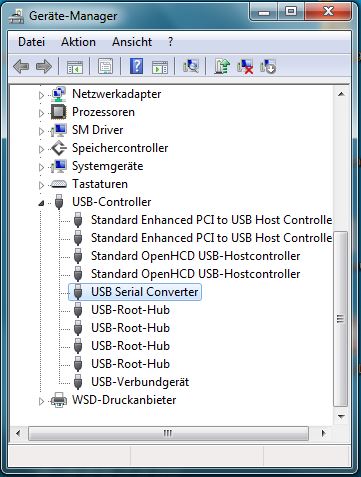 Geräte-Manager
Datei Aktion Ansicht ?
Netzwerkadapter
Prozessoren
SM Driver
Speichercontroller
Systemgeräte
Tastaturen
USB-Controller
Standard Enhanced PCI to USB Host Controlle
Standard Enhanced PCI to USB Host Controlle
Standard OpenHCD USB-Hostcontroller
Standard OpenHCD USB-Hostcontroller
USB Serial Converter
USB-Root-Hub
USB-Root-Hub
USB-Root-Hub
USB-Root-Hub
USB-Verbundgerät
WSD-Druckanbieter